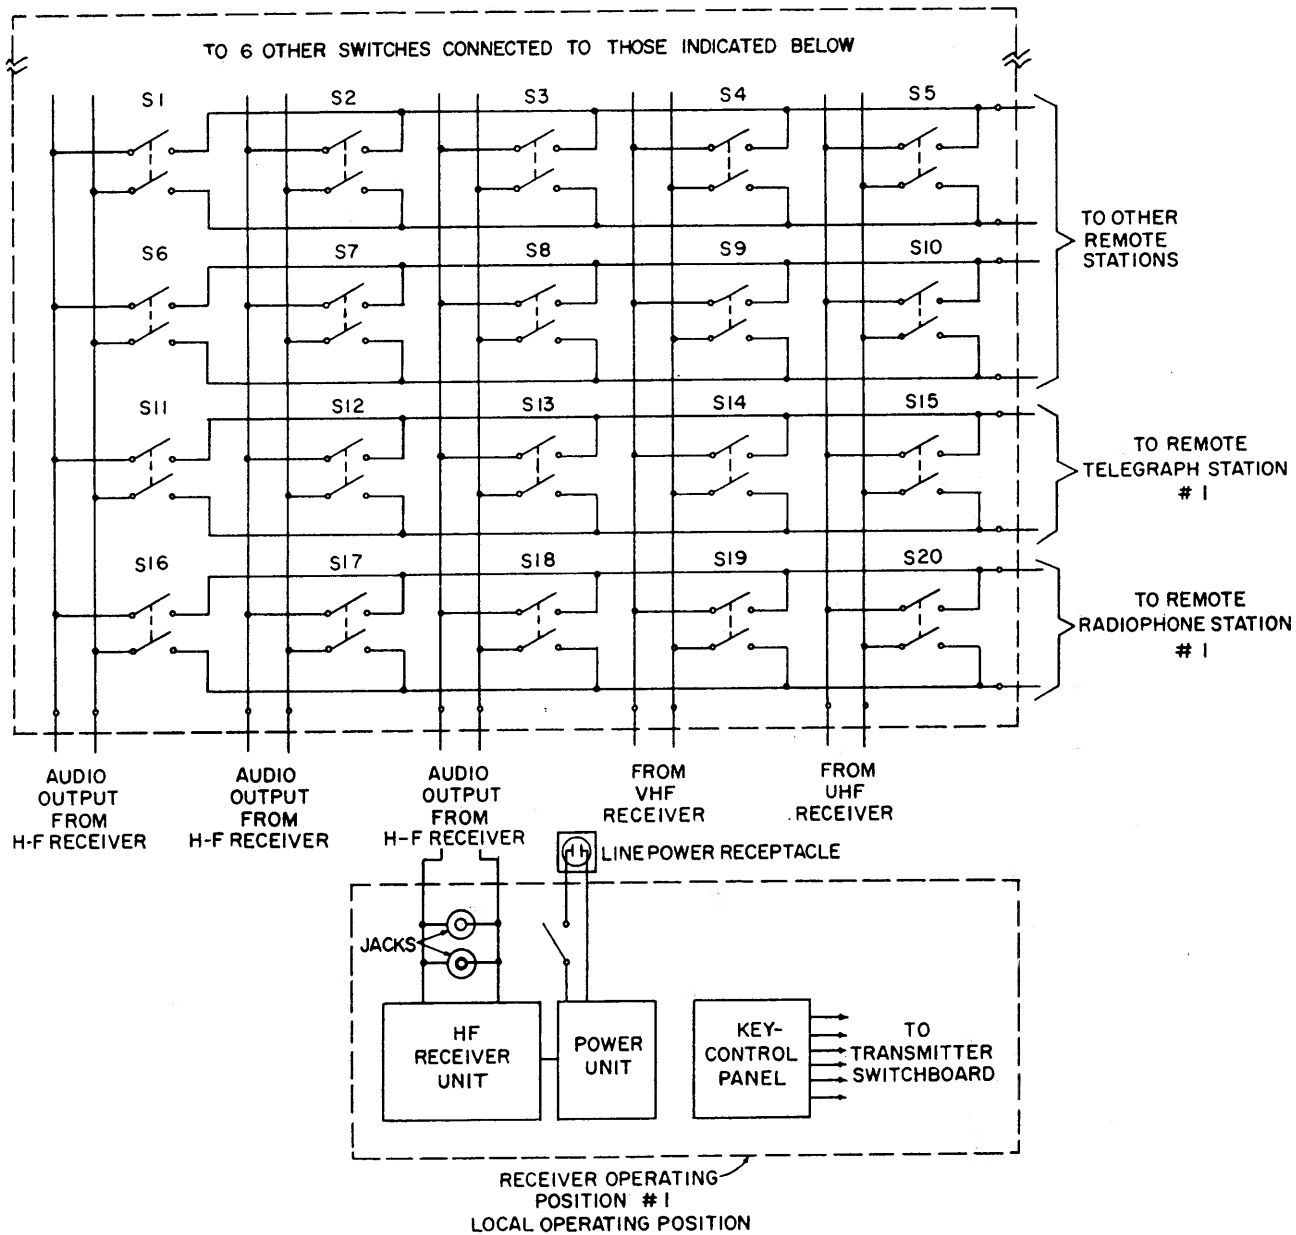 TO 6 OTHER SWITCHES CONNECTED TO THOSE INDICATED BELOW
S1 S2 S3 S4 S5
TO OTHER
REMOTE
STATIONS
S6 S7 S8 S9 S10
S11 S12 S13 S14 S15
TO REMOTE
TELEGRAPH STATION
# 1
S16 S17 S18 S19 S20
TO REMOTE
RADIOPHONE STATION
# 1
AUDIO
OUTPUT
FROM
H-F RECEIVER
AUDIO
OUTPUT
FROM
H-F RECEIVER
AUDIO
OUTPUT
FROM
H-F RECEIVER
FROM
VHF
RECEIVER
FROM
UHF
RECEIVER
LINE POWER RECEPTACLE
JACKS
HF
RECEIVER
UNIT
POWER
UNIT
KEY-
CONTROL
PANEL
TO
TRANSMITTER
SWITCHBOARD
RECEIVER OPERATING
POSITION # 1
LOCAL OPERATING POSITION